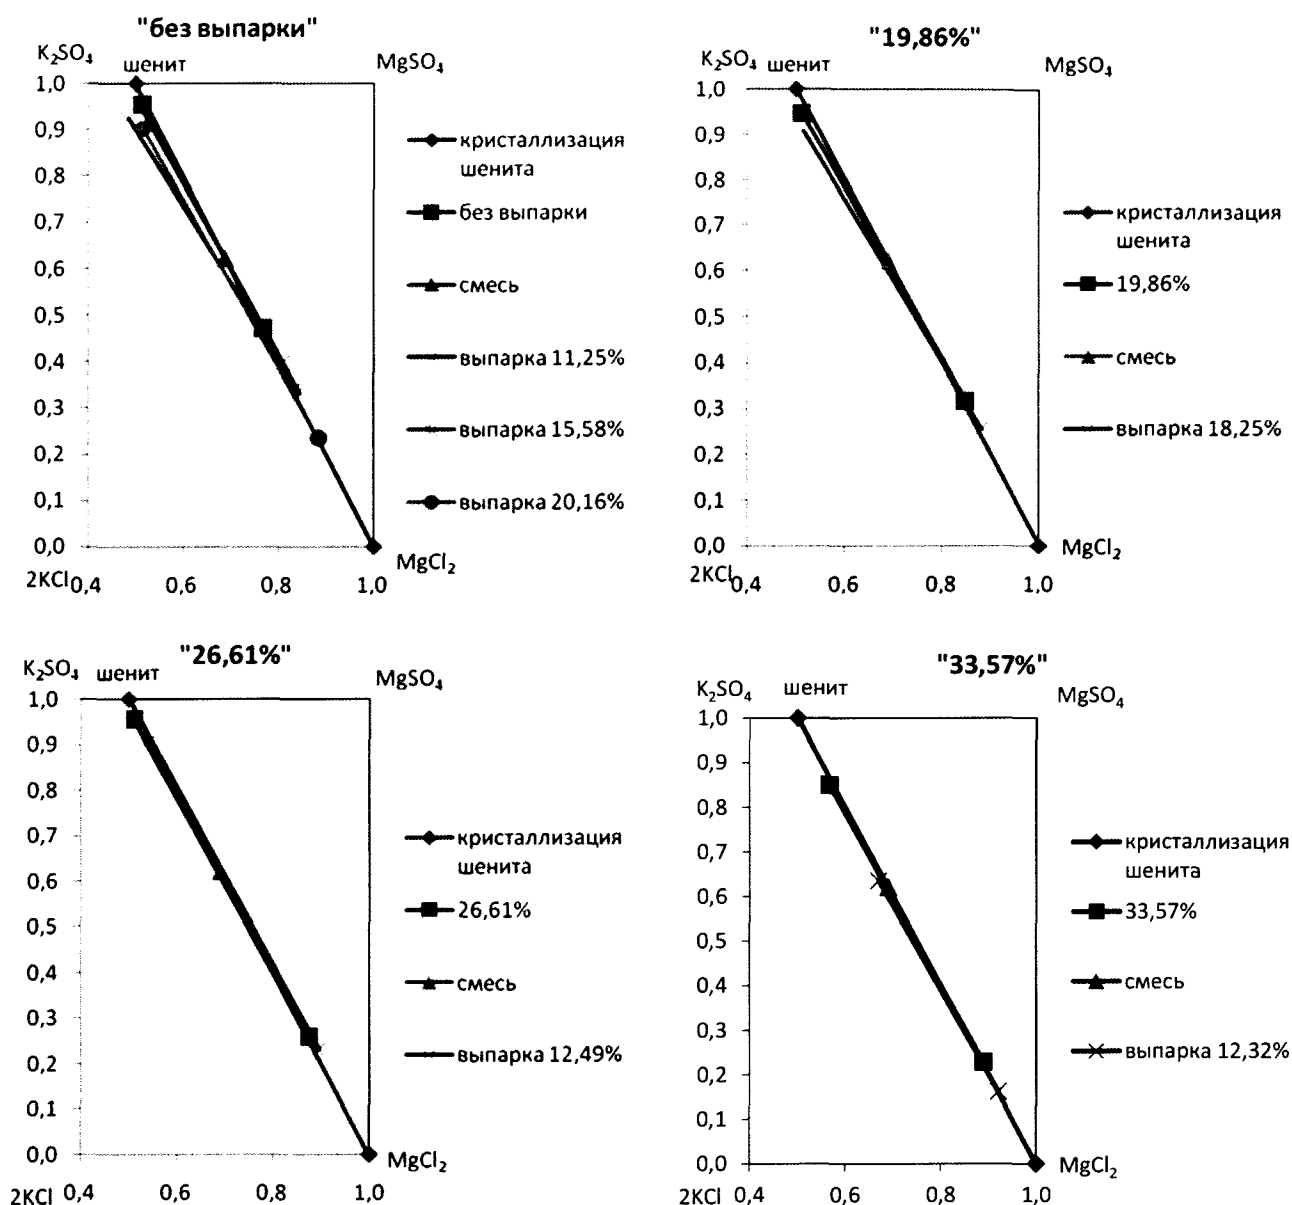 "без выпарки"
K₂SO₄
шенит
MgSO₄
1,0
0,9
0,8
0,7
0,6
0,5
0,4
0,3
0,2
0,1
0,0
2KCl
0,4
0,6
0,8
1,0
MgCl₂
кристаллизация
шенита
без выпарки
смесь
выпарка 11,25%
выпарка 15,58%
выпарка 20,16%
"19,86%"
K₂SO₄
шенит
MgSO₄
1,0
0,9
0,8
0,7
0,6
0,5
0,4
0,3
0,2
0,1
0,0
2KCl
0,4
0,6
0,8
1,0
MgCl₂
кристаллизация
шенита
19,86%
смесь
выпарка 18,25%
"26,61%"
K₂SO₄
шенит
MgSO₄
1,0
0,9
0,8
0,7
0,6
0,5
0,4
0,3
0,2
0,1
0,0
2KCl
0,4
0,6
0,8
1,0
MgCl₂
кристаллизация
шенита
26,61%
смесь
выпарка 12,49%
"33,57%"
K₂SO₄
шенит
MgSO₄
1,0
0,9
0,8
0,7
0,6
0,5
0,4
0,3
0,2
0,1
0,0
2KCl
0,4
0,6
0,8
1,0
MgCl₂
кристаллизация
шенита
33,57%
смесь
выпарка 12,32%